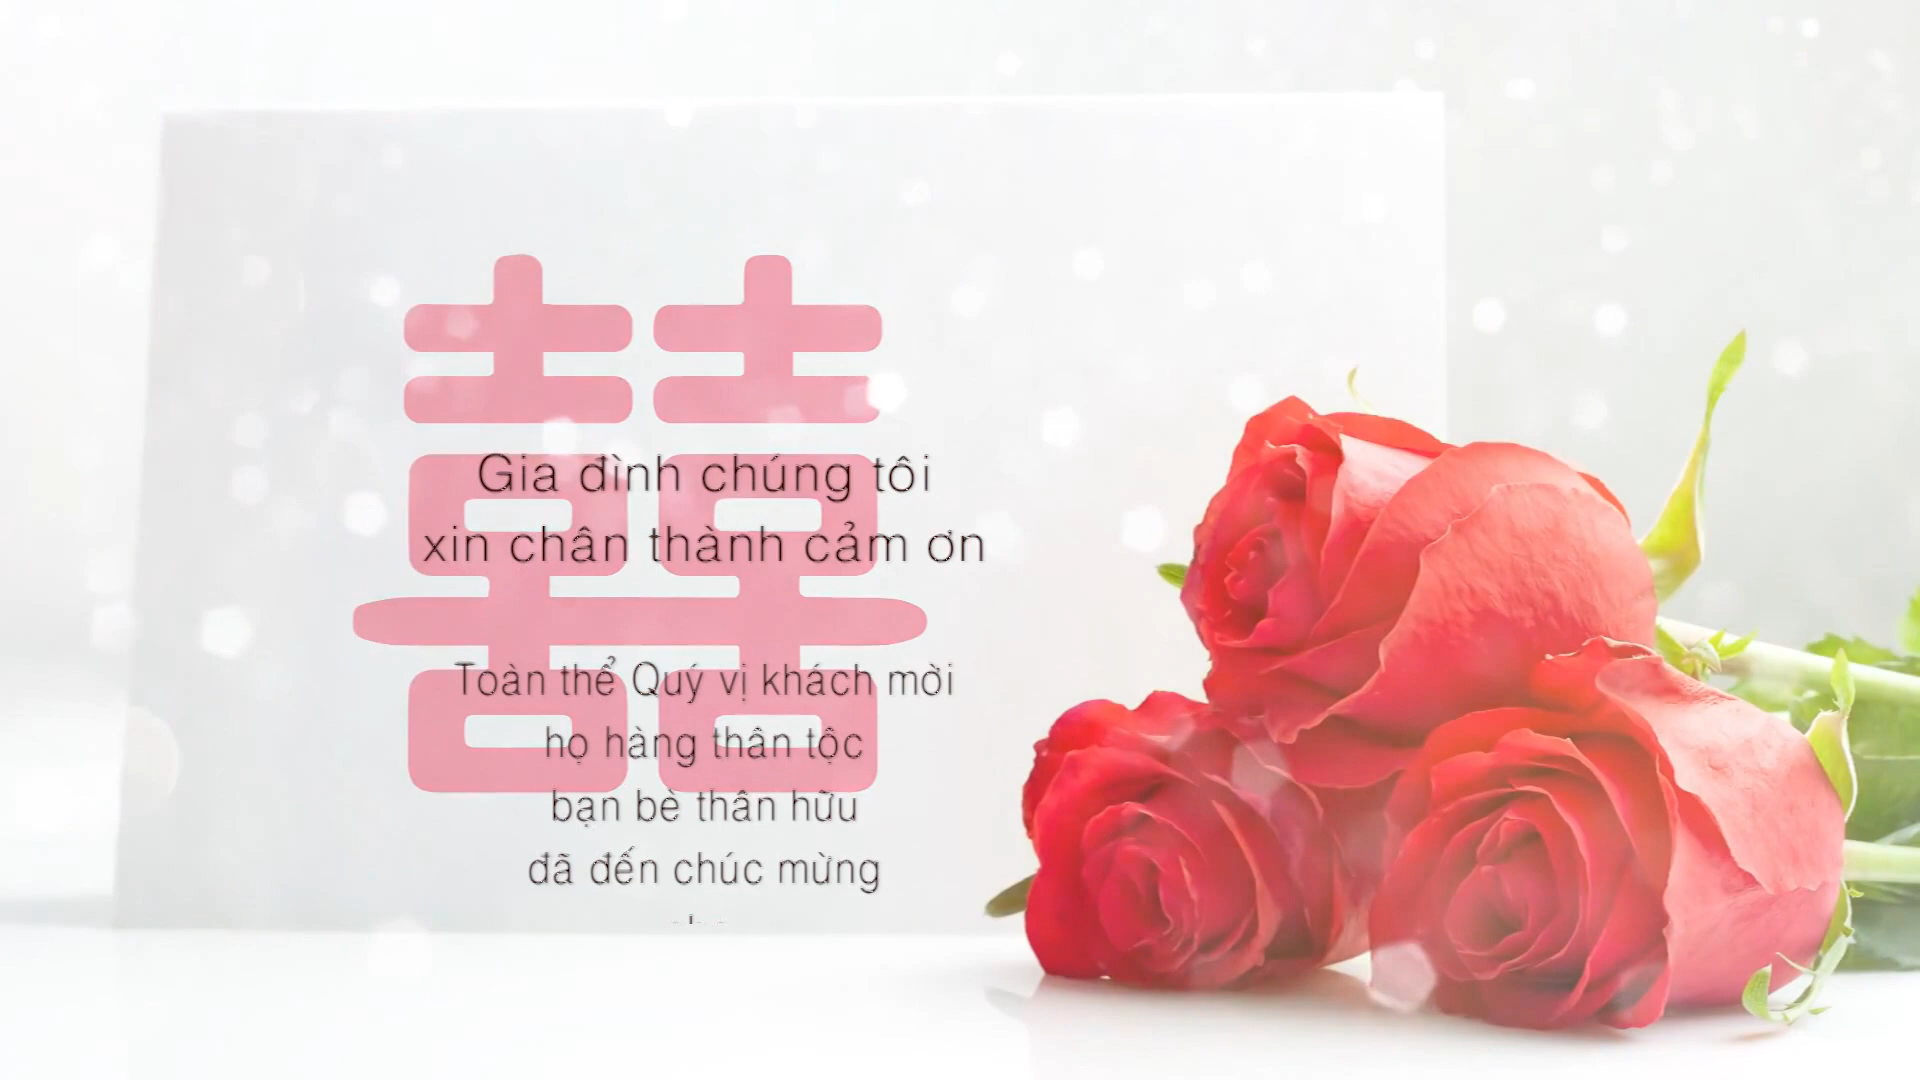 囍
Gia đình chúng tôi
xin chân thành cảm ơn
Toàn thể Quý vị khách mời
họ hàng thân tộc
bạn bè thân hữu
đã đến chúc mừng